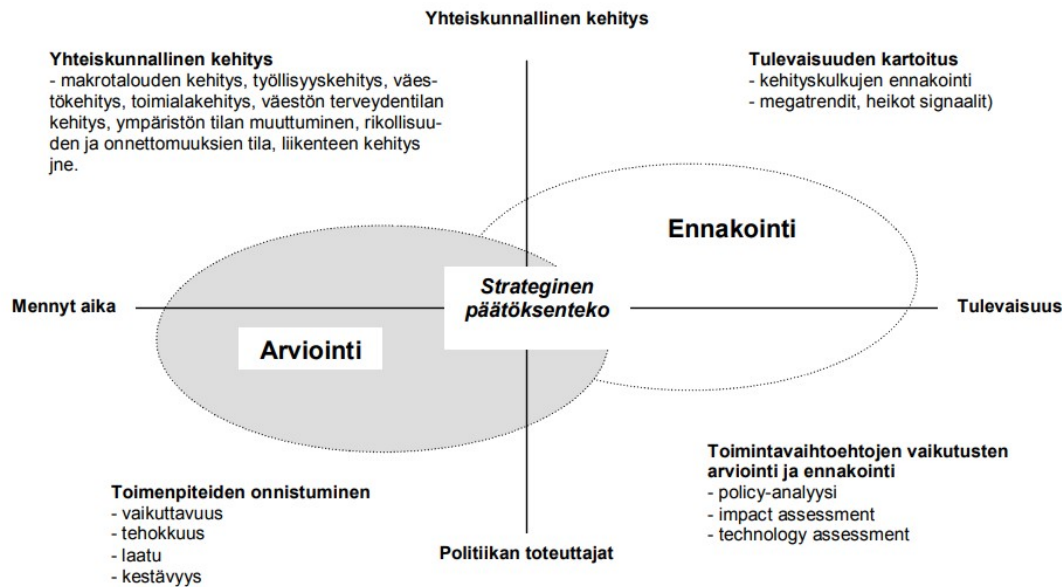 Yhteiskunnallinen kehitys
Yhteiskunnallinen kehitys
- makrotalouden kehitys, työllisyyskehitys, väes-
tökehitys, toimialakehitys, väestön terveydentilan
kehitys, ympäristön tilan muuttuminen, rikollisuu-
den ja onnettomuuksien tila, liikenteen kehitys
jne.
Tulevaisuuden kartoitus
- kehityskulkujen ennakointi
- megatrendit, heikot signaalit)
Ennakointi
Strateginen
päätöksenteko
Mennyt aika
Tulevaisuus
Arviointi
Toimenpiteiden onnistuminen
- vaikuttavuus
- tehokkuus
- laatu
- kestävyys
Politiikan toteuttajat
Toimintavaihtoehtojen vaikutusten
arviointi ja ennakointi
- policy-analyysi
- impact assessment
- technology assessment